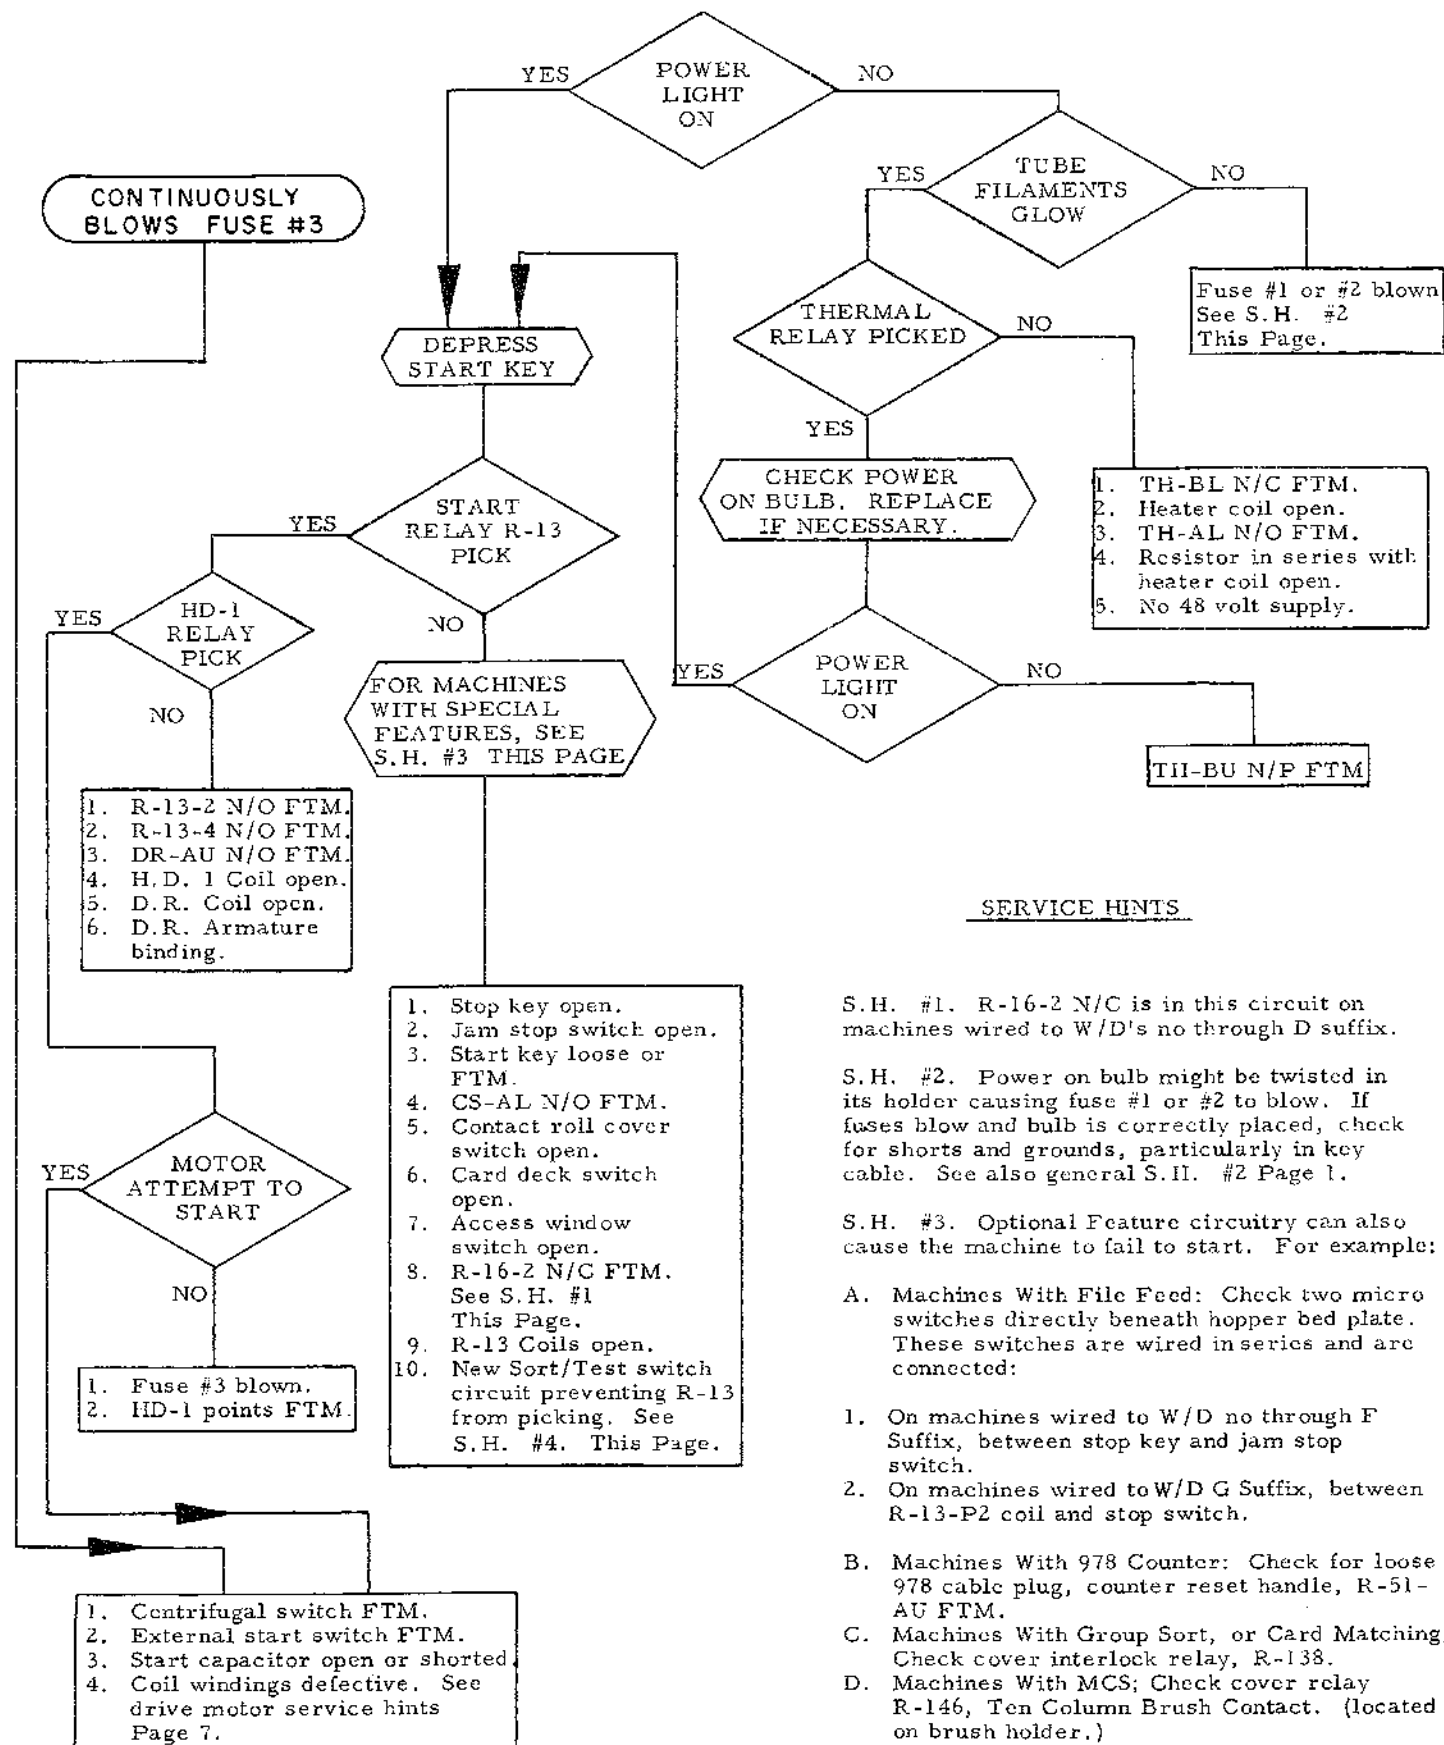 POWER
LIGHT
ON
YES
NO
TUBE
FILAMENTS
GLOW
YES
NO
CONTINUOUSLY
BLOWS FUSE #3
Fuse #1 or #2 blown
See S.H. #2
This Page.
THERMAL
RELAY PICKED
NO
YES
DEPRESS
START KEY
CHECK POWER
ON BULB. REPLACE
IF NECESSARY.
1. TH-BL N/C FTM.
2. Heater coil open.
3. TH-AL N/O FTM.
4. Resistor in series with
heater coil open.
5. No 48 volt supply.
START
RELAY R-13
PICK
YES
NO
HD-1
RELAY
PICK
YES
NO
FOR MACHINES
WITH SPECIAL
FEATURES, SEE
S.H. #3 THIS PAGE
POWER
LIGHT
ON
YES
NO
TH-BU N/P FTM
1. R-13-2 N/O FTM.
2. R-13-4 N/O FTM.
3. DR-AU N/O FTM.
4. H.D. 1 Coil open.
5. D.R. Coil open.
6. D.R. Armature
binding.
1. Stop key open.
2. Jam stop switch open.
3. Start key loose or
FTM.
4. CS-AL N/O FTM.
5. Contact roll cover
switch open.
6. Card deck switch
open.
7. Access window
switch open.
8. R-16-2 N/C FTM.
See S.H. #1
This Page.
9. R-13 Coils open.
10. New Sort/Test switch
circuit preventing R-13
from picking. See
S.H. #4. This Page.
MOTOR
ATTEMPT TO
START
YES
NO
1. Fuse #3 blown.
2. HD-1 points FTM.
1. Centrifugal switch FTM.
2. External start switch FTM.
3. Start capacitor open or shorted.
4. Coil windings defective. See
drive motor service hints
Page 7.
SERVICE HINTS
S.H. #1. R-16-2 N/C is in this circuit on
machines wired to W/D's no through D suffix.
S.H. #2. Power on bulb might be twisted in
its holder causing fuse #1 or #2 to blow. If
fuses blow and bulb is correctly placed, check
for shorts and grounds, particularly in key
cable. See also general S.H. #2 Page 1.
S.H. #3. Optional Feature circuitry can also
cause the machine to fail to start. For example:
A. Machines With File Feed: Check two micro
switches directly beneath hopper bed plate.
These switches are wired in series and are
connected:
1. On machines wired to W/D no through F
Suffix, between stop key and jam stop
switch.
2. On machines wired to W/D G Suffix, between
R-13-P2 coil and stop switch.
B. Machines With 978 Counter: Check for loose
978 cable plug, counter reset handle, R-51-
AU FTM.
C. Machines With Group Sort, or Card Matching,
Check cover interlock relay, R-138.
D. Machines With MCS; Check cover relay
R-146, Ten Column Brush Contact. (located
on brush holder.)